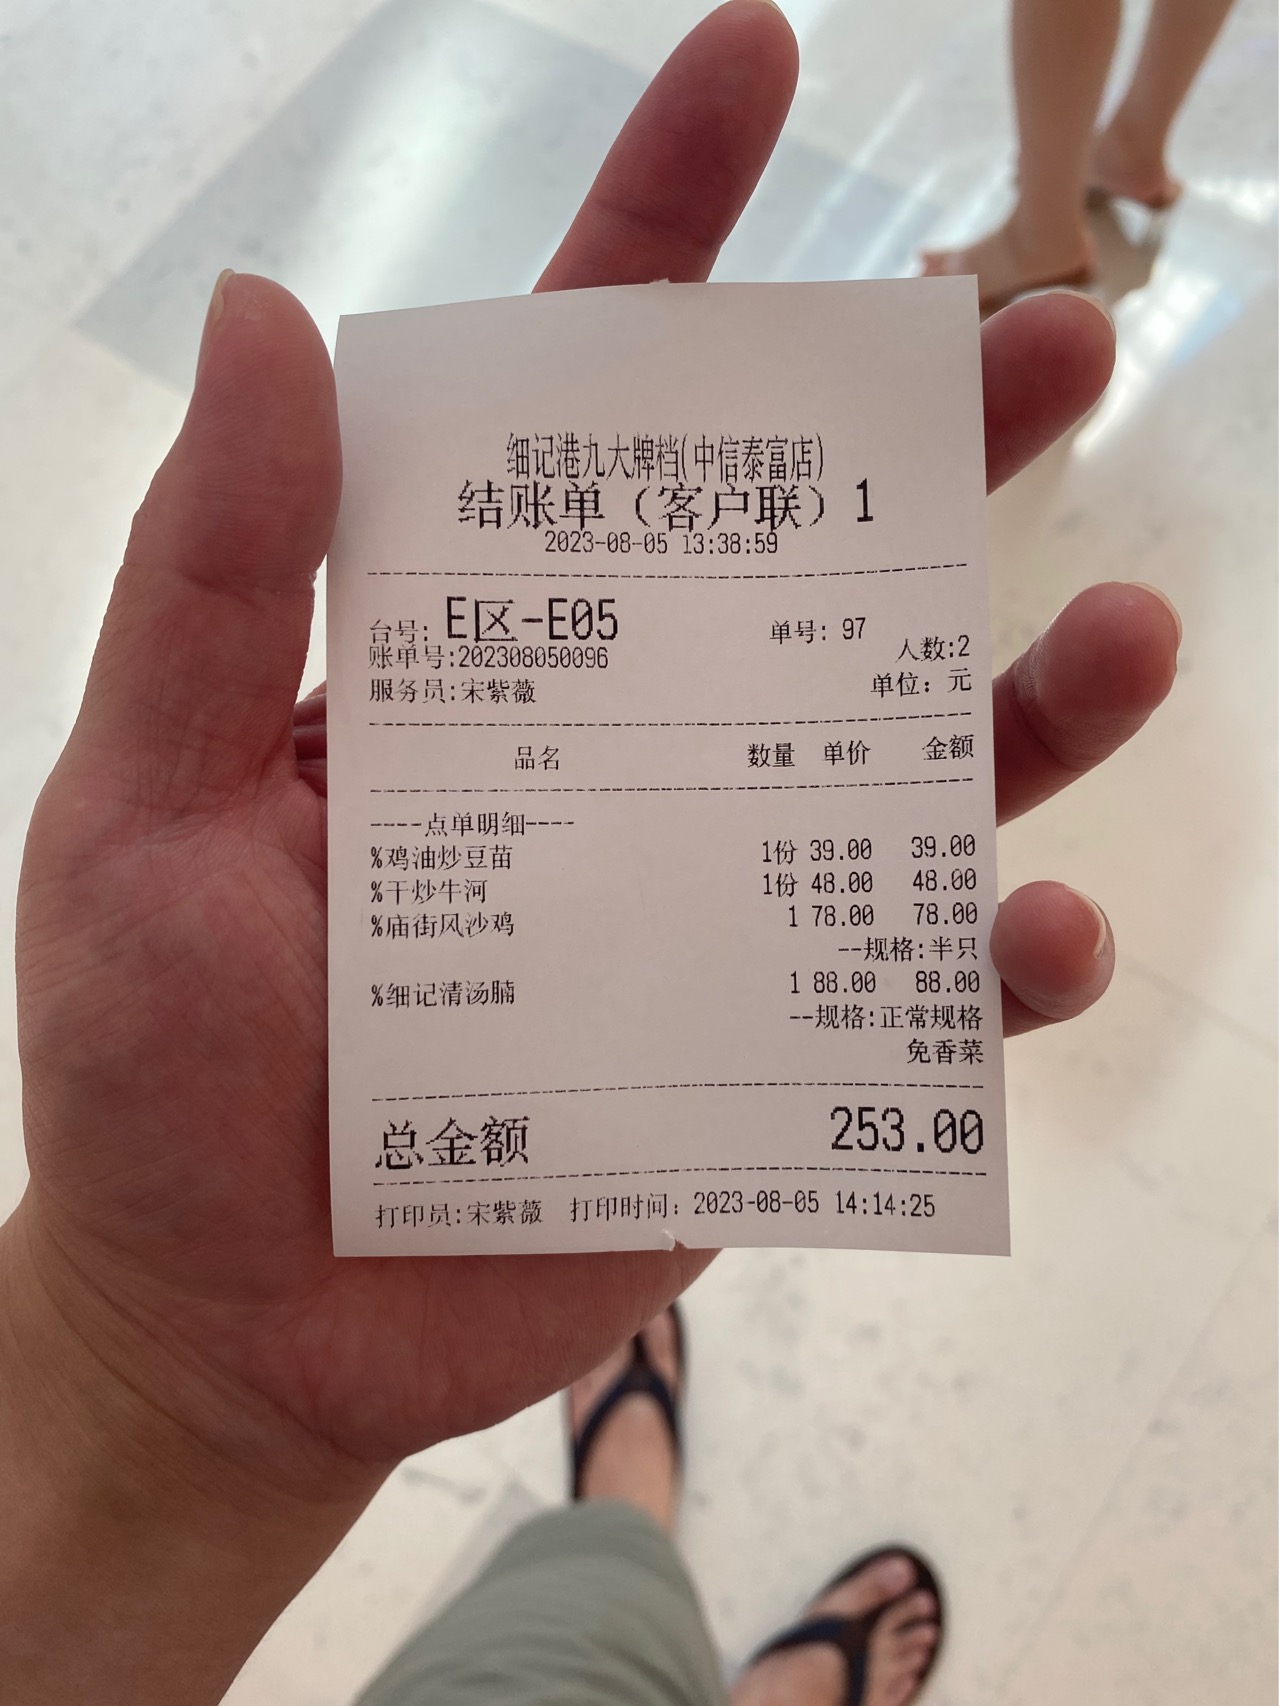 细记港九大牌档(中信泰富店)
结账单（客户联）1
2023-08-05 13:38:59
台号: E区-E05 单号: 97
账单号:202308050096 人数:2
服务员:宋紫薇 单位: 元
品名 数量 单价 金额
----点单明细----
%鸡油炒豆苗 1份 39.00 39.00
%干炒牛河 1份 48.00 48.00
%庙街风沙鸡 1 78.00 78.00
--规格:半只
%细记清汤腩 1 88.00 88.00
--规格:正常规格
免香菜
总金额 253.00
打印员:宋紫薇 打印时间: 2023-08-05 14:14:25